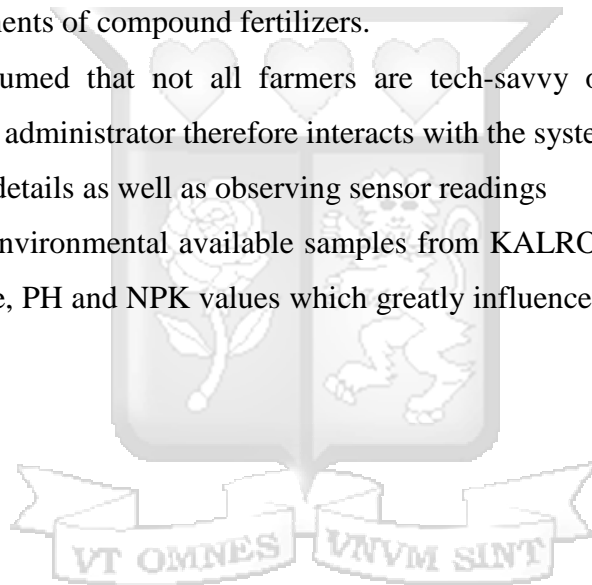 nents of compound fertilizers.
umed that not all farmers are tech-savvy
administrator therefore interacts with the syste
details as well as observing sensor readings
nvironmental available samples from KALRO
e, PH and NPK values which greatly influence
VT OMNES VNVM SINT